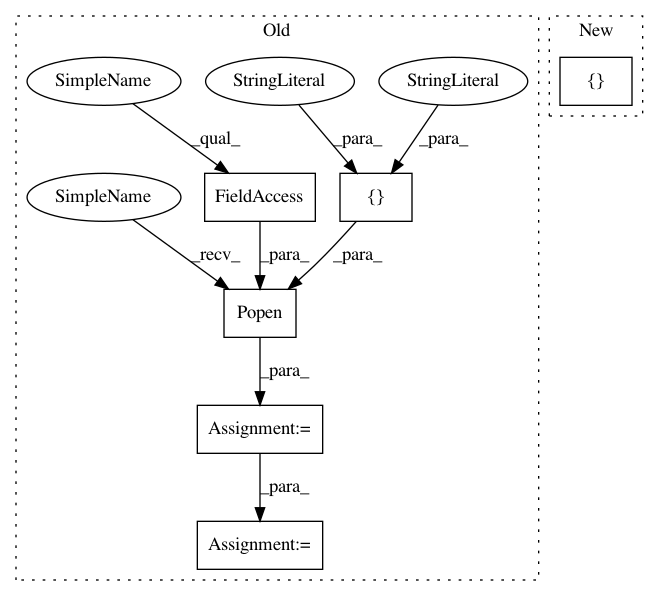 Old
New
SimpleName
StringLiteral
StringLiteral
{}
_qual_
_para_
_para_
SimpleName
FieldAccess
{}
_recv_
_para_
_para_
Popen
_para_
Assignment:=
_para_
Assignment:=